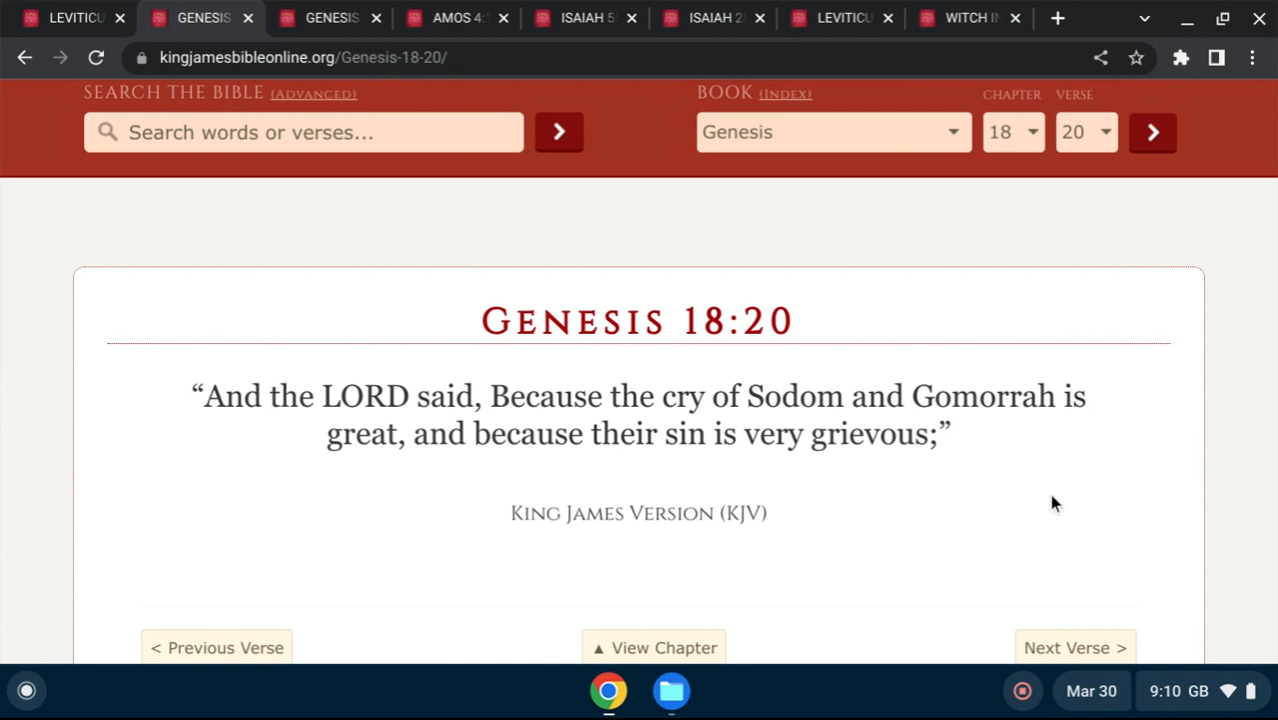 LEVITICU GENESIS GENESIS AMOS 4: ISAIAH 5 ISAIAH 2 LEVITICU WITCH IN
kingjamesbibleonline.org/Genesis-18-20/
SEARCH THE BIBLE (ADVANCED) BOOK (INDEX) CHAPTER VERSE
Search words or verses... Genesis 18 20
GENESIS 18:20
“And the LORD said, Because the cry of Sodom and Gomorrah is
great, and because their sin is very grievous;”
KING JAMES VERSION (KJV)
< Previous Verse ▲ View Chapter Next Verse >
Mar 30 9:10 GB